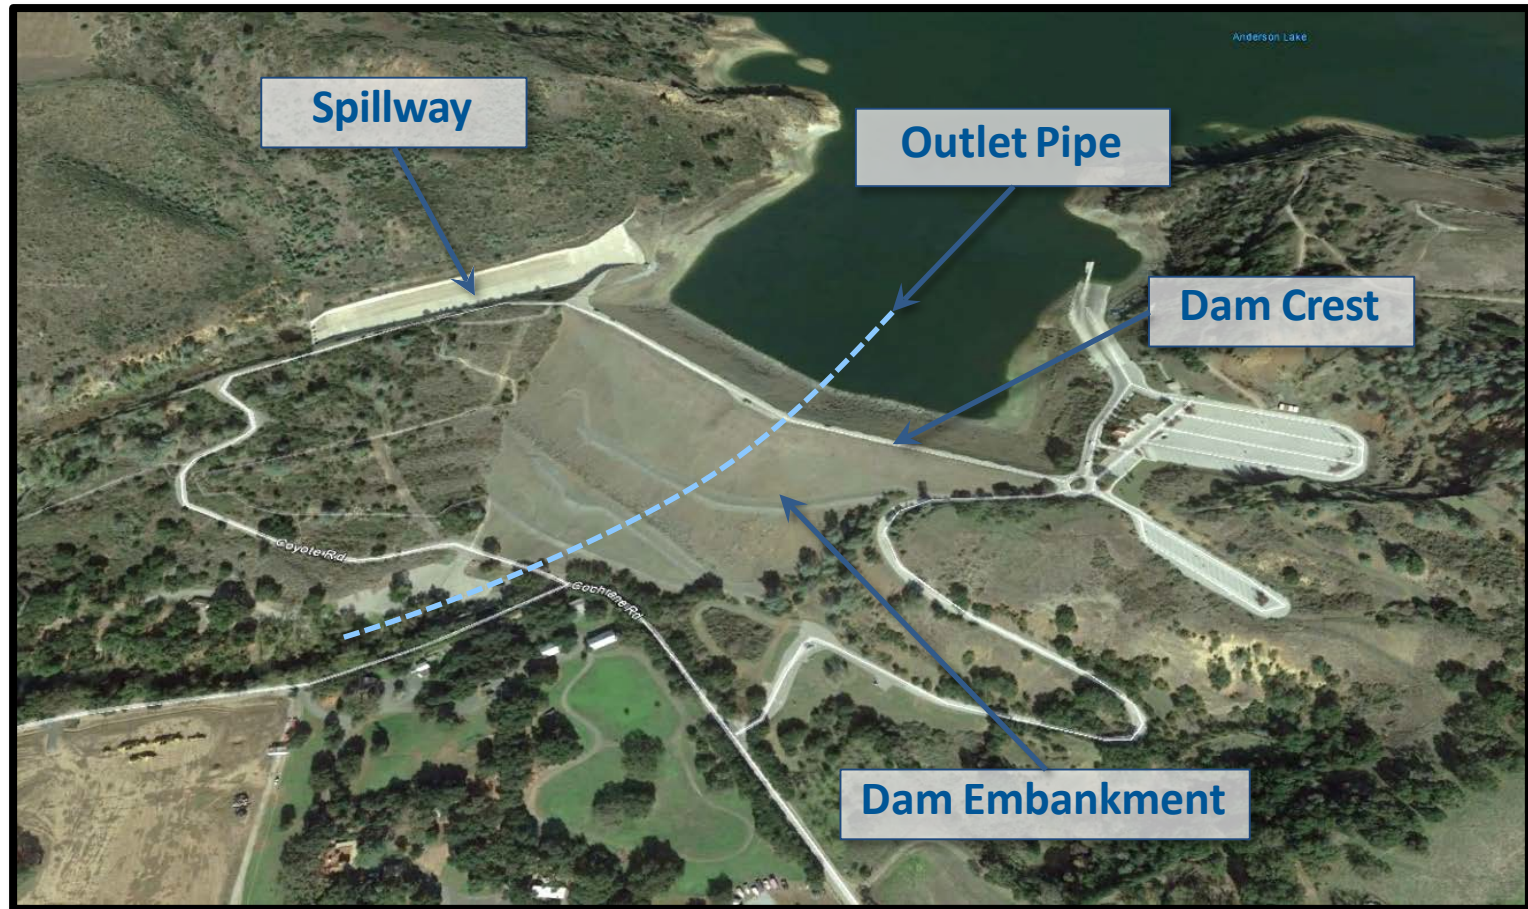 Anderson Lake
Spillway
Outlet Pipe
Dam Crest
Coyote Rd
Cochrane Rd
Dam Embankment